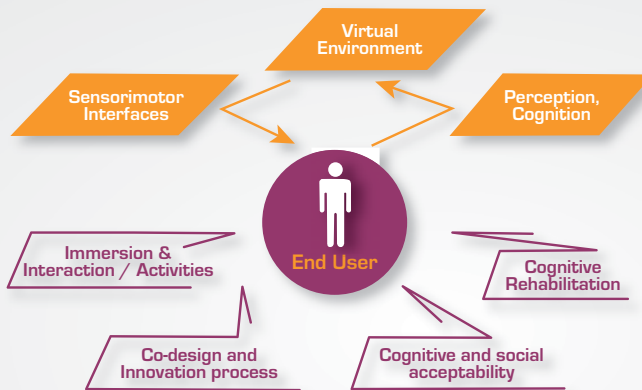 Virtual
Environment
Sensorimotor
Interfaces
Perception,
Cognition
End User
Immersion &
Interaction / Activities
Cognitive
Rehabilitation
Co-design and
Innovation process
Cognitive and social
acceptability